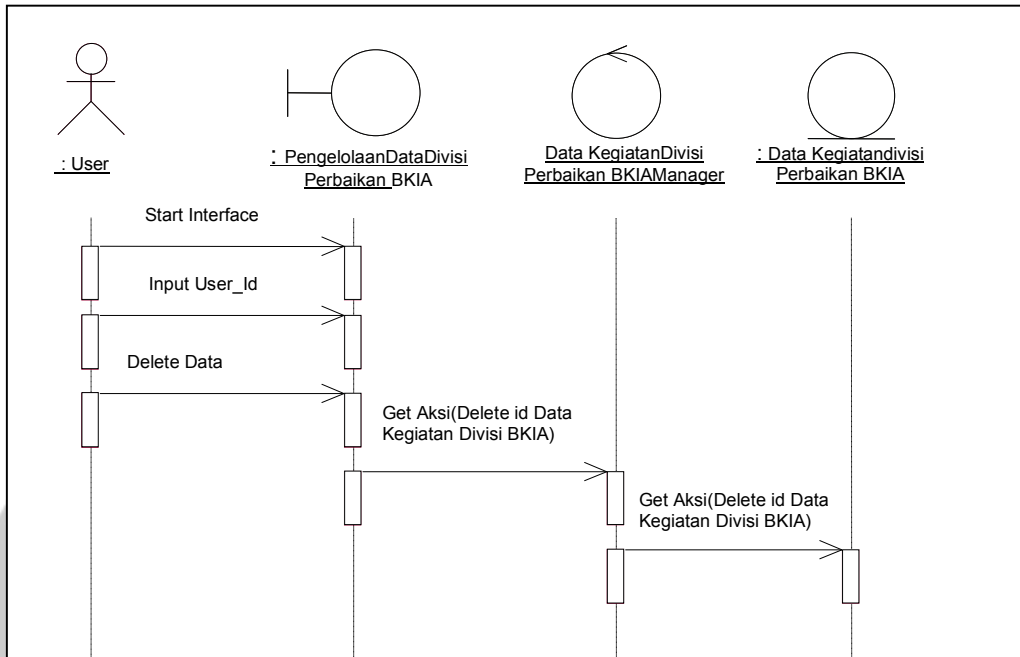 : User
: PengelolaanDataDivisi
Perbaikan BKIA
Data KegiatanDivisi
Perbaikan BKIAManager
: Data Kegiatandivisi
Perbaikan BKIA
Start Interface
Input User_Id
Delete Data
Get Aksi(Delete id Data
Kegiatan Divisi BKIA)
Get Aksi(Delete id Data
Kegiatan Divisi BKIA)